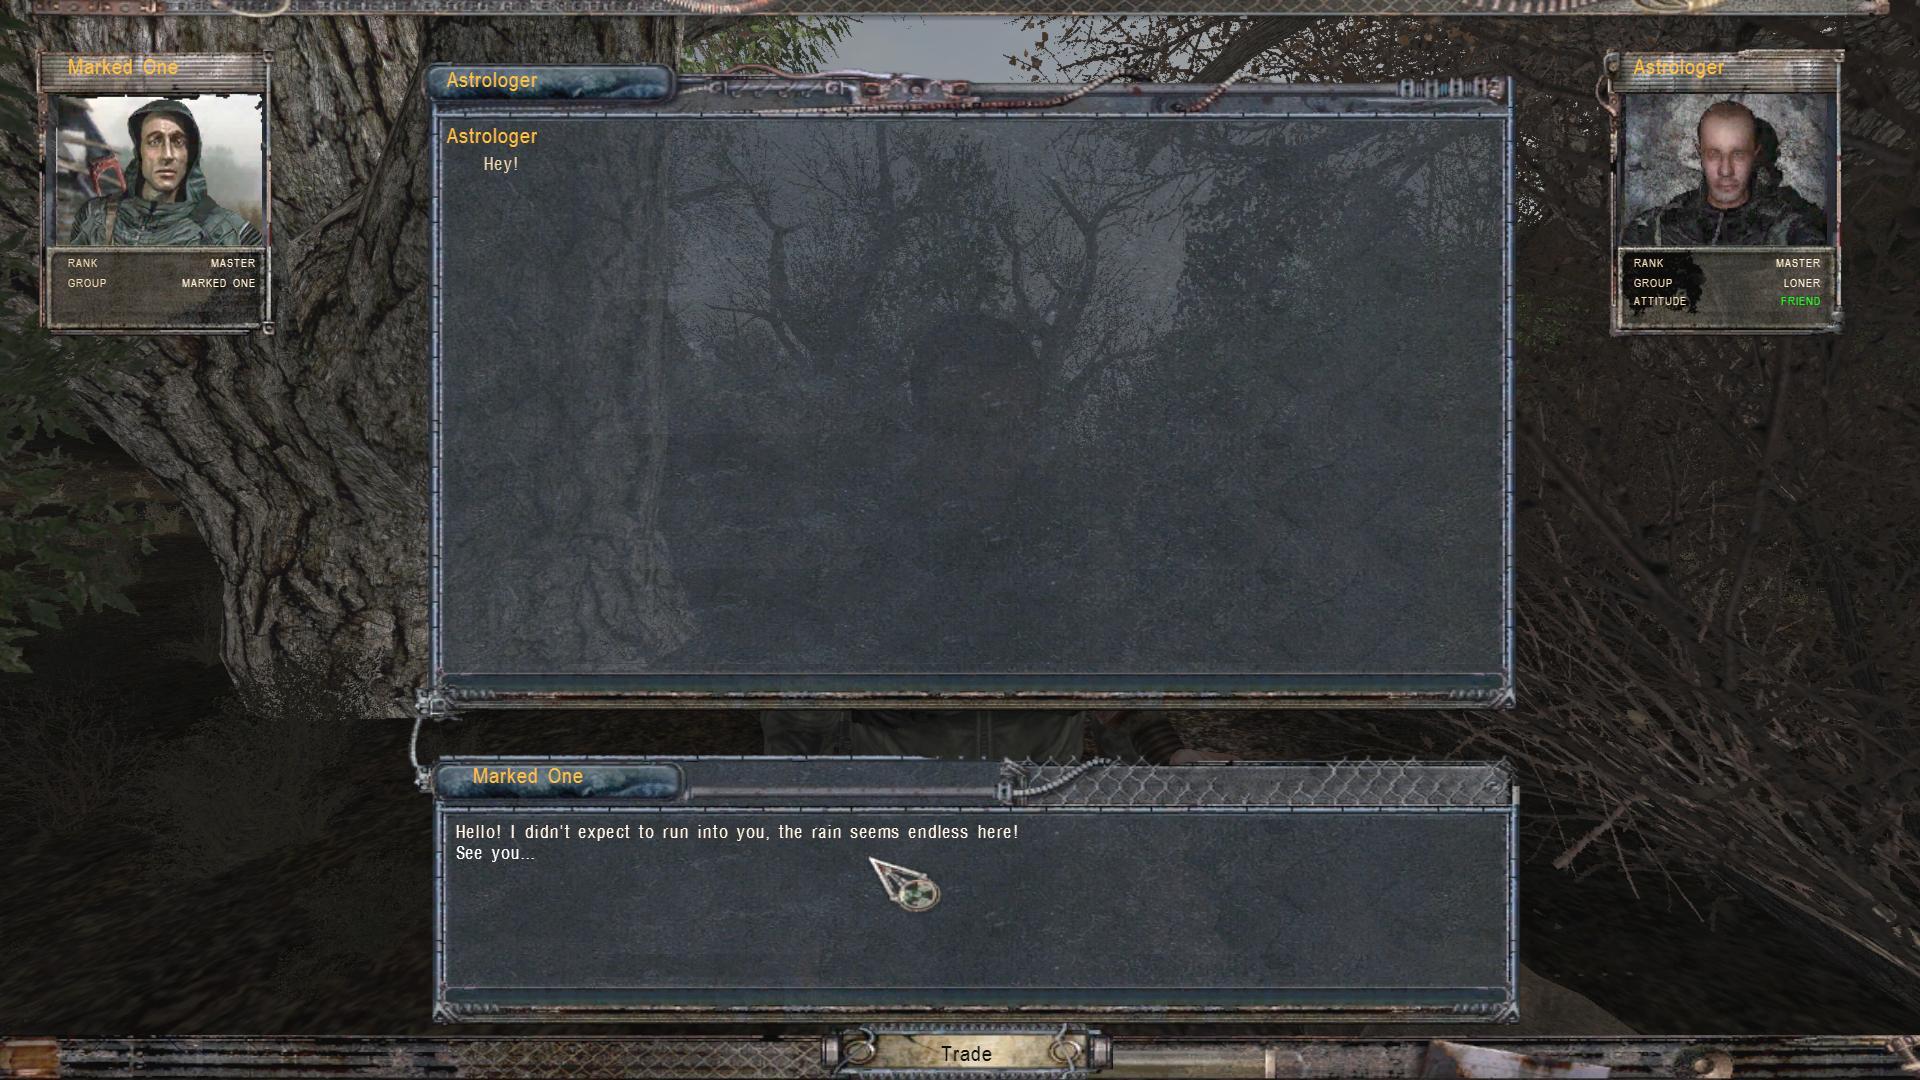 Marked One
RANK MASTER
GROUP MARKED ONE
Astrologer
Astrologer
Hey!
Astrologer
RANK MASTER
GROUP LONER
ATTITUDE FRIEND
Marked One
Hello! I didn't expect to run into you, the rain seems endless here!
See you...
Trade